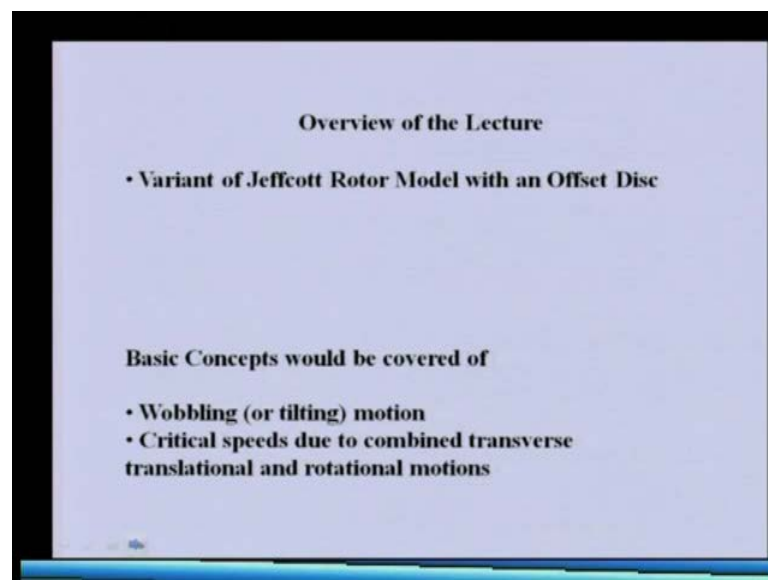 Overview of the Lecture
• Variant of Jeffcott Rotor Model with an Offset Disc
Basic Concepts would be covered of
• Wobbling (or tilting) motion
• Critical speeds due to combined transverse
translational and rotational motions